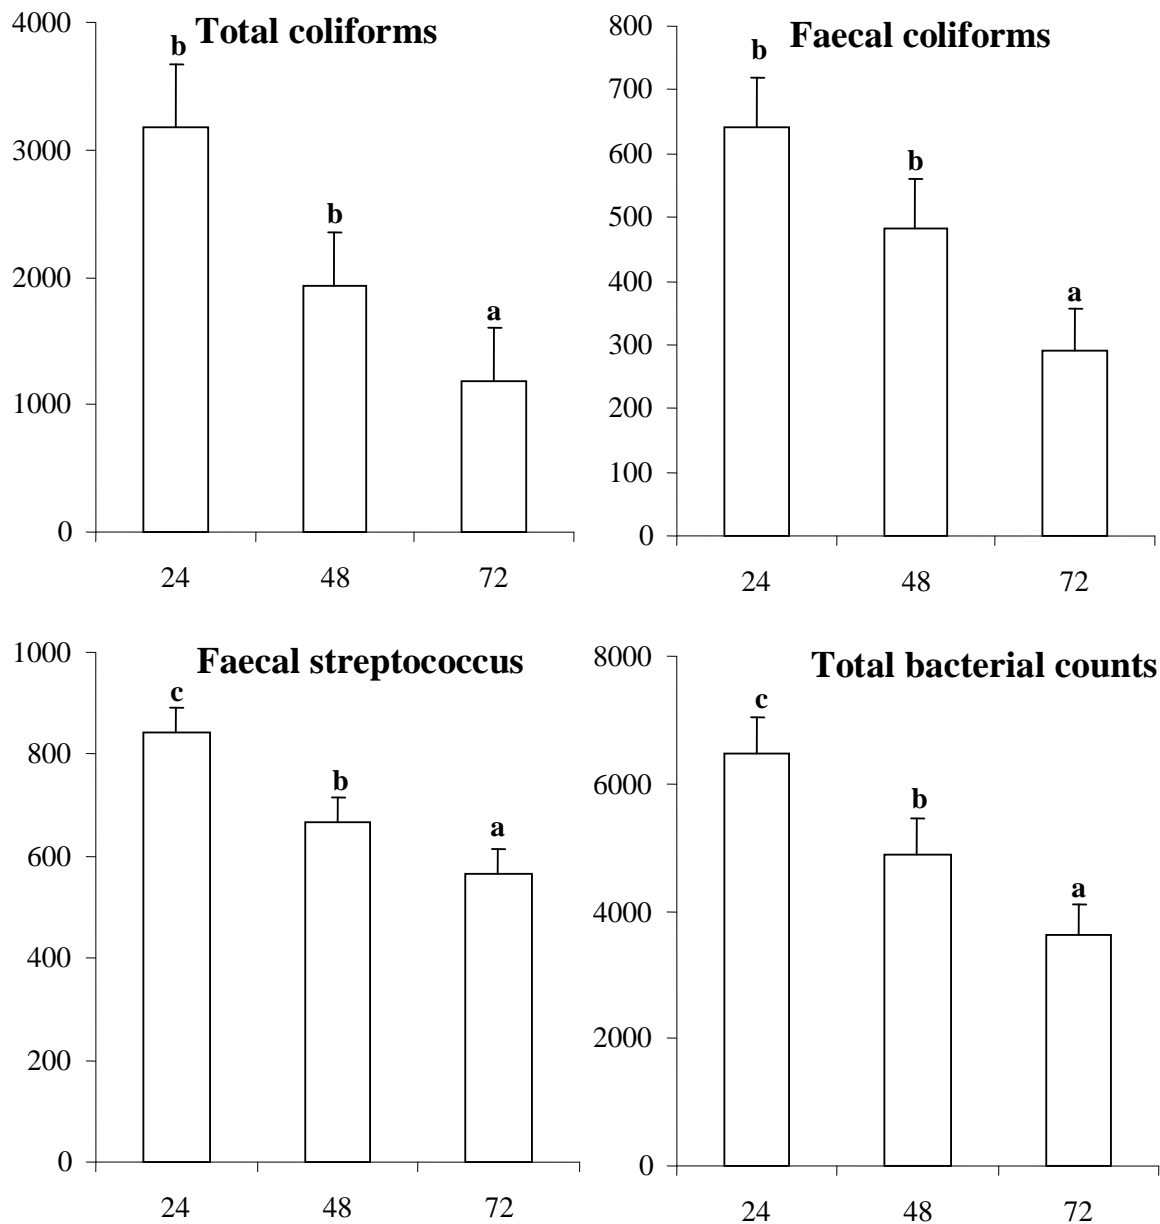 Total coliforms
4000
3000
2000
1000
0
b
b
a
24 48 72
Faecal coliforms
800
700
600
500
400
300
200
100
0
b
b
a
24 48 72
Faecal streptococcus
1000
800
600
400
200
0
c
b
a
24 48 72
Total bacterial counts
8000
6000
4000
2000
0
c
b
a
24 48 72